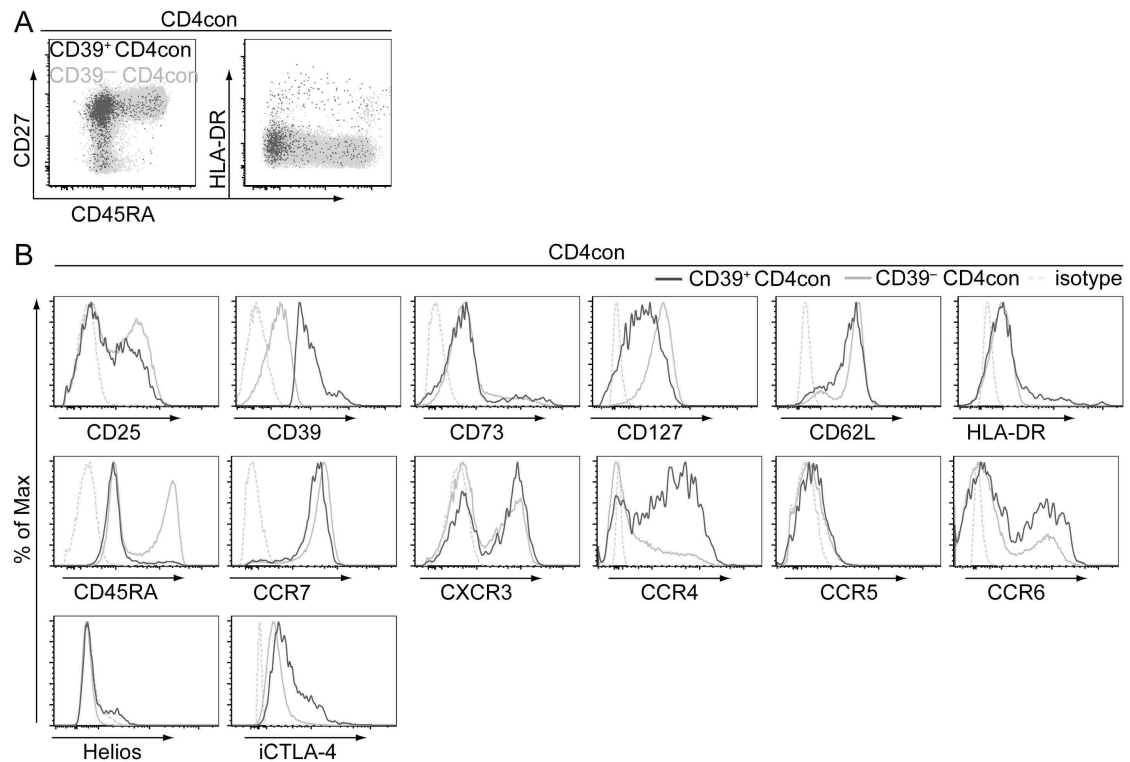 A
CD4con
CD39⁺ CD4con
CD39⁻ CD4con
CD27
CD45RA
HLA-DR
B
CD4con
CD39⁺ CD4con
CD39⁻ CD4con
isotype
% of Max
CD25
CD39
CD73
CD127
CD62L
HLA-DR
CD45RA
CCR7
CXCR3
CCR4
CCR5
CCR6
Helios
iCTLA-4